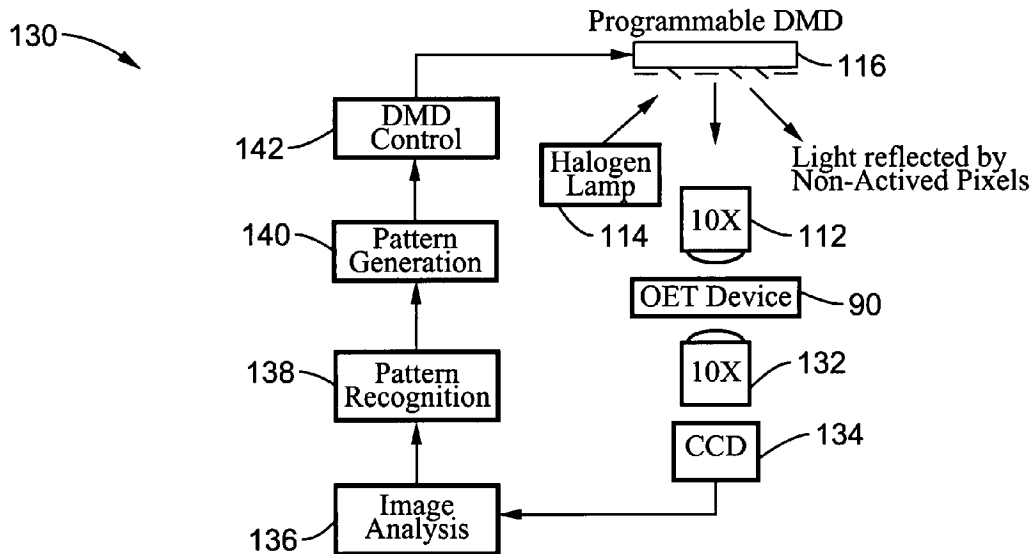 130
Programmable DMD
116
DMD
Control
142
Halogen
Lamp
114
Light reflected by
Non-Actived Pixels
10X
112
140
Pattern
Generation
OET Device
90
138
Pattern
Recognition
10X
132
CCD
134
136
Image
Analysis